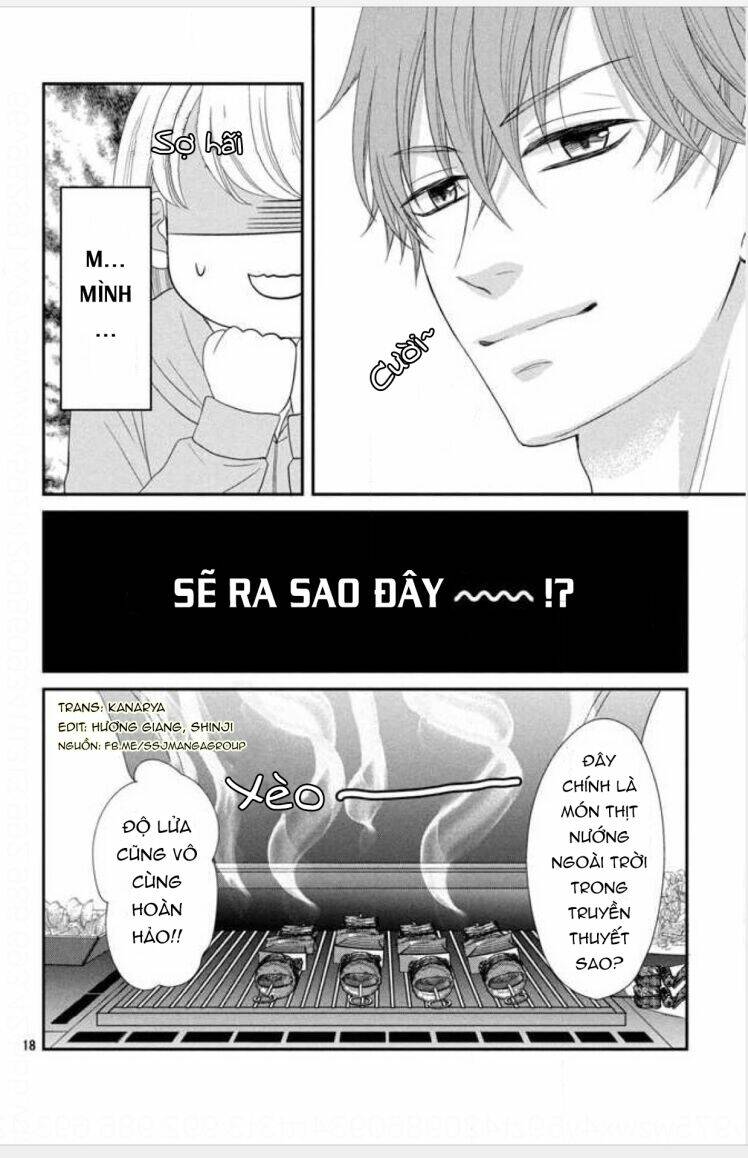 Cười~
Sợ hãi
M...
MÌNH
...
SẼ RA SAO ĐÂY ~~~ !?
TRANS: KANARYA
EDIT: HƯƠNG GIANG, SHINJI
NGUỒN: FB.ME/SSJMANGAGROUP
ĐÂY
CHÍNH LÀ
MÓN THỊT
NƯỚNG
NGOÀI TRỜI
TRONG
TRUYỀN
THUYẾT
SAO?
Xèo
ĐỘ LỬA
CŨNG VÔ
CÙNG
HOÀN
HẢO!!
18